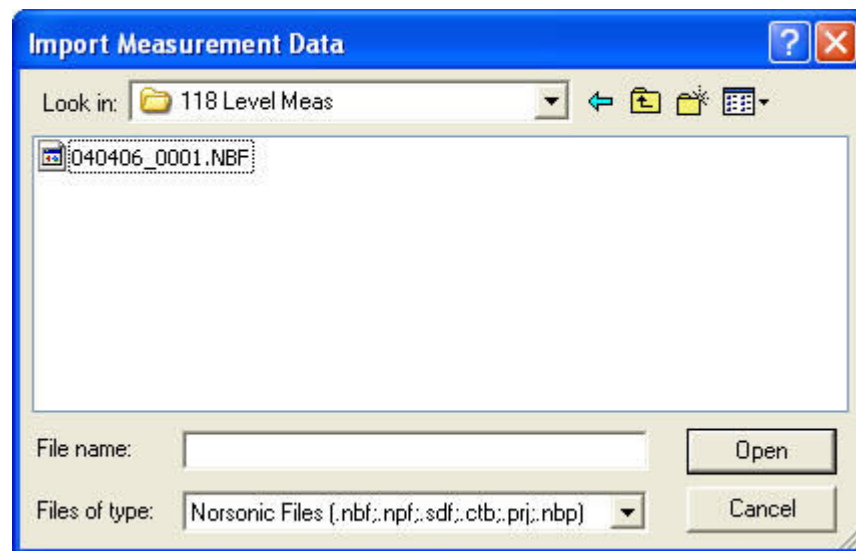 Import Measurement Data
Look in: 118 Level Meas
040406_0001.NBF
File name: Open
Files of type: Norsonic Files (.nbf;.npf;.sdf;.ctb;.prj;.nbp) Cancel